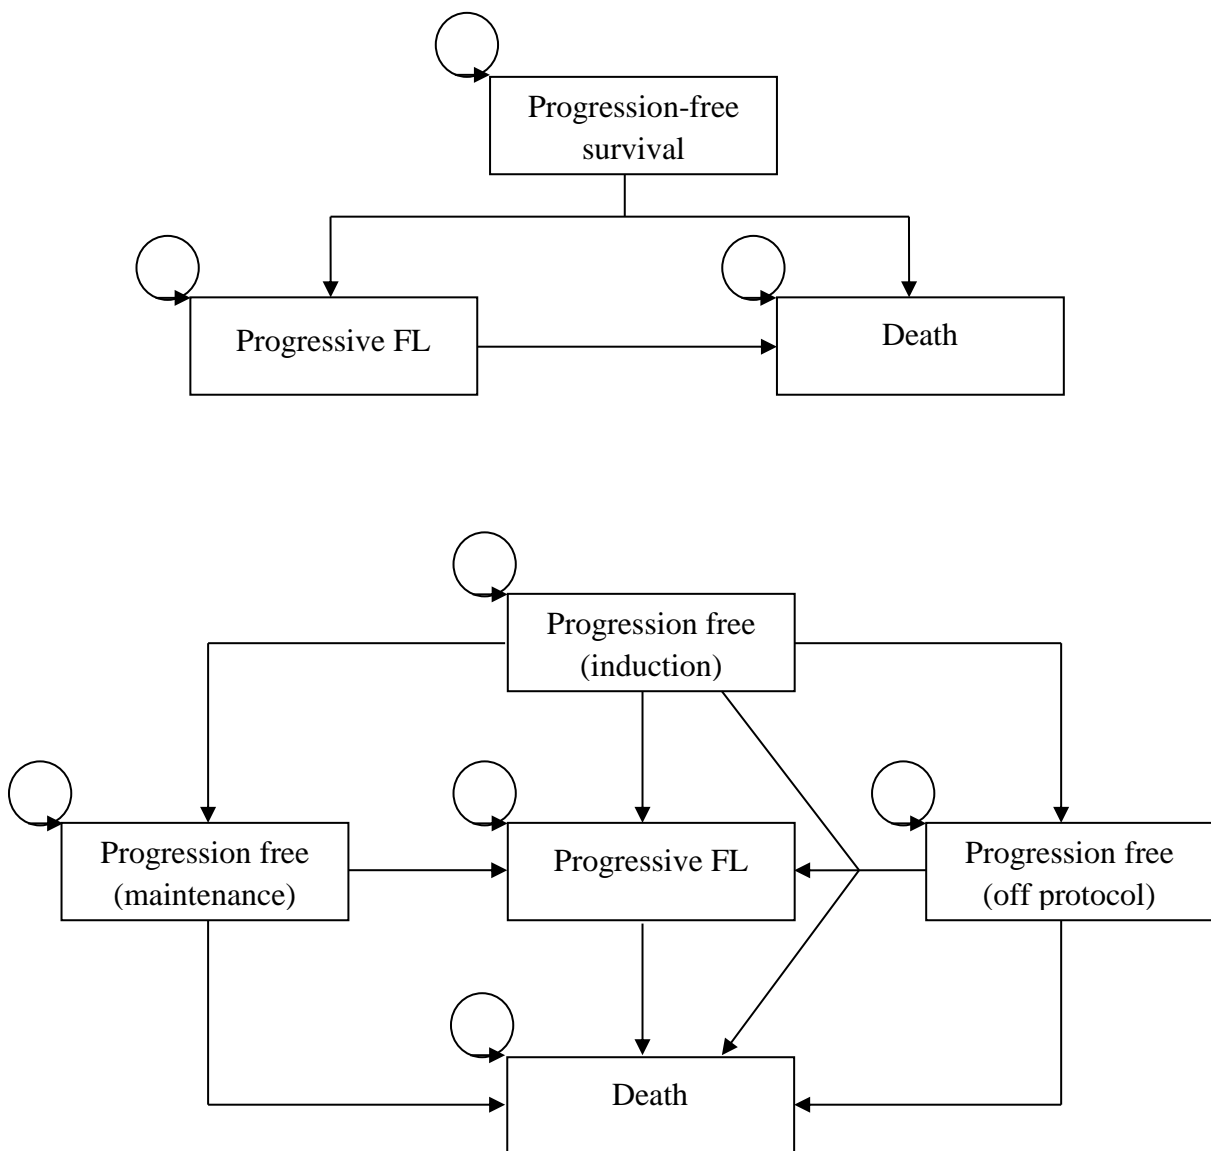 Progression-free
survival
Progressive FL
Death
Progression free
(induction)
Progression free
(maintenance)
Progressive FL
Progression free
(off protocol)
Death